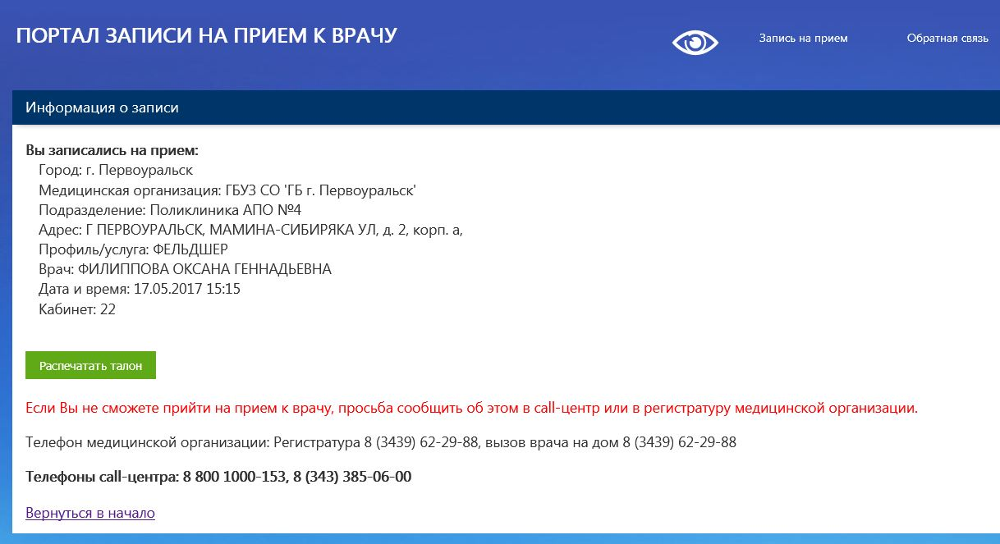 ПОРТАЛ ЗАПИСИ НА ПРИЕМ К ВРАЧУ
Запись на прием
Обратная связь
Информация о записи
Вы записались на прием:
Город: г. Первоуральск
Медицинская организация: ГБУЗ СО 'ГБ г. Первоуральск'
Подразделение: Поликлиника АПО №4
Адрес: Г ПЕРВОУРАЛЬСК, МАМИНА-СИБИРЯКА УЛ, д. 2, корп. а,
Профиль/услуга: ФЕЛЬДШЕР
Врач: ФИЛИППОВА ОКСАНА ГЕННАДЬЕВНА
Дата и время: 17.05.2017 15:15
Кабинет: 22
Распечатать талон
Если Вы не сможете прийти на прием к врачу, просьба сообщить об этом в call-центр или в регистратуру медицинской организации.
Телефон медицинской организации: Регистратура 8 (3439) 62-29-88, вызов врача на дом 8 (3439) 62-29-88
Телефоны call-центра: 8 800 1000-153, 8 (343) 385-06-00
Вернуться в начало